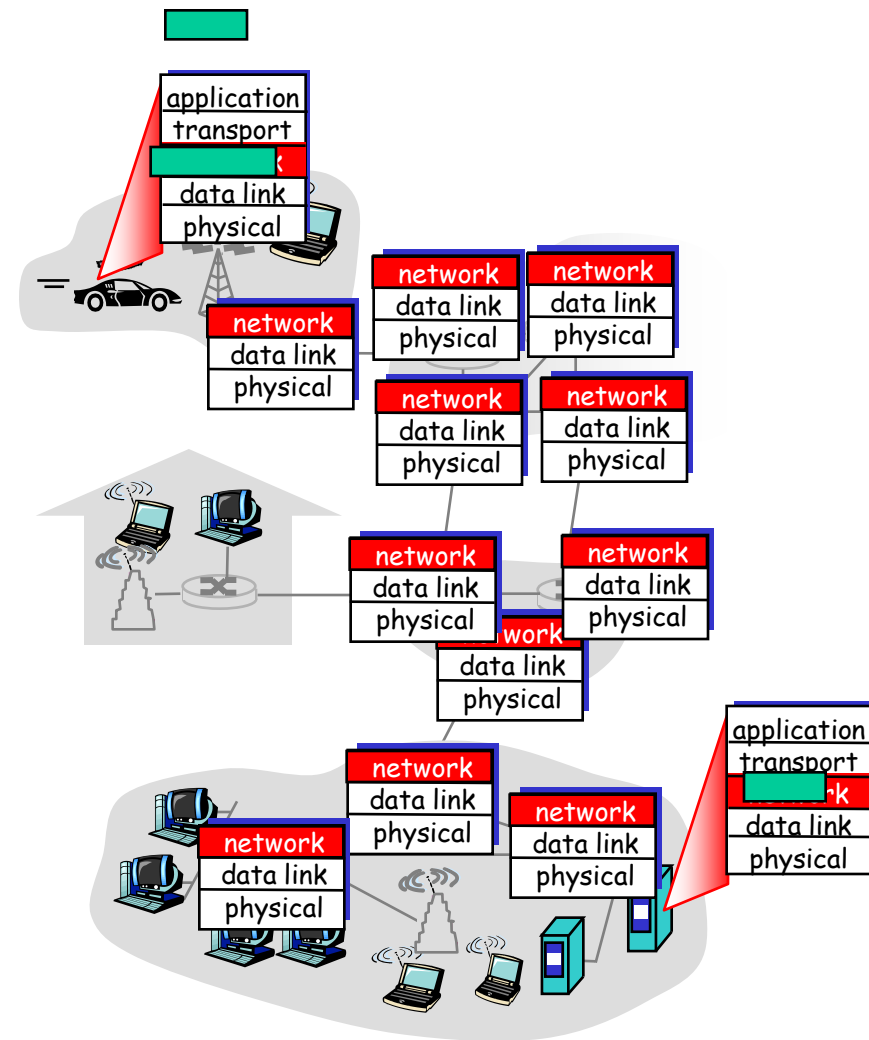 application
transport
data link
physical
network
data link
physical
network
data link
physical
network
data link
physical
network
data link
physical
network
data link
physical
network
data link
physical
network
data link
physical
work
data link
physical
application
transport
data link
physical
network
data link
physical
network
data link
physical
network
data link
physical